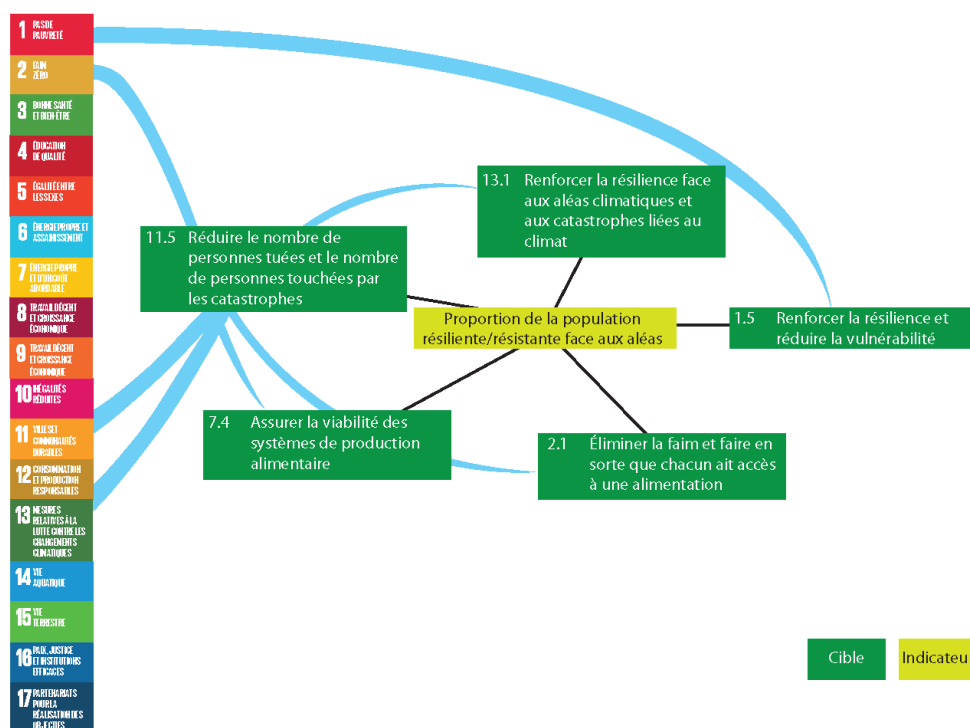 1 PAS DE
PAUVRETÉ
2 FAIM
ZÉRO
3 BONNE SANTÉ
ET BIEN-ÊTRE
4 ÉDUCATION
DE QUALITÉ
5 ÉGALITÉ ENTRE
LES SEXES
6 ÉNERGIE PROPRE ET
ASSAINISSEMENT
7 ÉNERGIE PROPRE
ET D'UN COÛT
ABORDABLE
8 TRAVAIL DÉCENT
ET CROISSANCE
ÉCONOMIQUE
9 TRAVAIL DÉCENT
ET CROISSANCE
ÉCONOMIQUE
10 INÉGALITÉS
RÉDUITES
11 VILLES ET
COMMUNAUTÉS
DURABLES
12 CONSOMMATION
ET PRODUCTION
RESPONSABLES
13 MESURES
RELATIVES À LA
LUTTE CONTRE LES
CHANGEMENTS
CLIMATIQUES
14 VIE
AQUATIQUE
15 VIE
TERRESTRE
16 PAIX, JUSTICE
ET INSTITUTIONS
EFFICACES
17 PARTENARIATS
POUR LA
RÉALISATION DES
OBJECTIFS
13.1 Renforcer la résilience face
aux aléas climatiques et
aux catastrophes liées au
climat
11.5 Réduire le nombre de
personnes tuées et le nombre
de personnes touchées par
les catastrophes
Proportion de la population
résiliente/résistante face aux aléas
1.5 Renforcer la résilience et
réduire la vulnérabilité
7.4 Assurer la viabilité des
systèmes de production
alimentaire
2.1 Éliminer la faim et faire en
sorte que chacun ait accès
à une alimentation
Cible
Indicateu